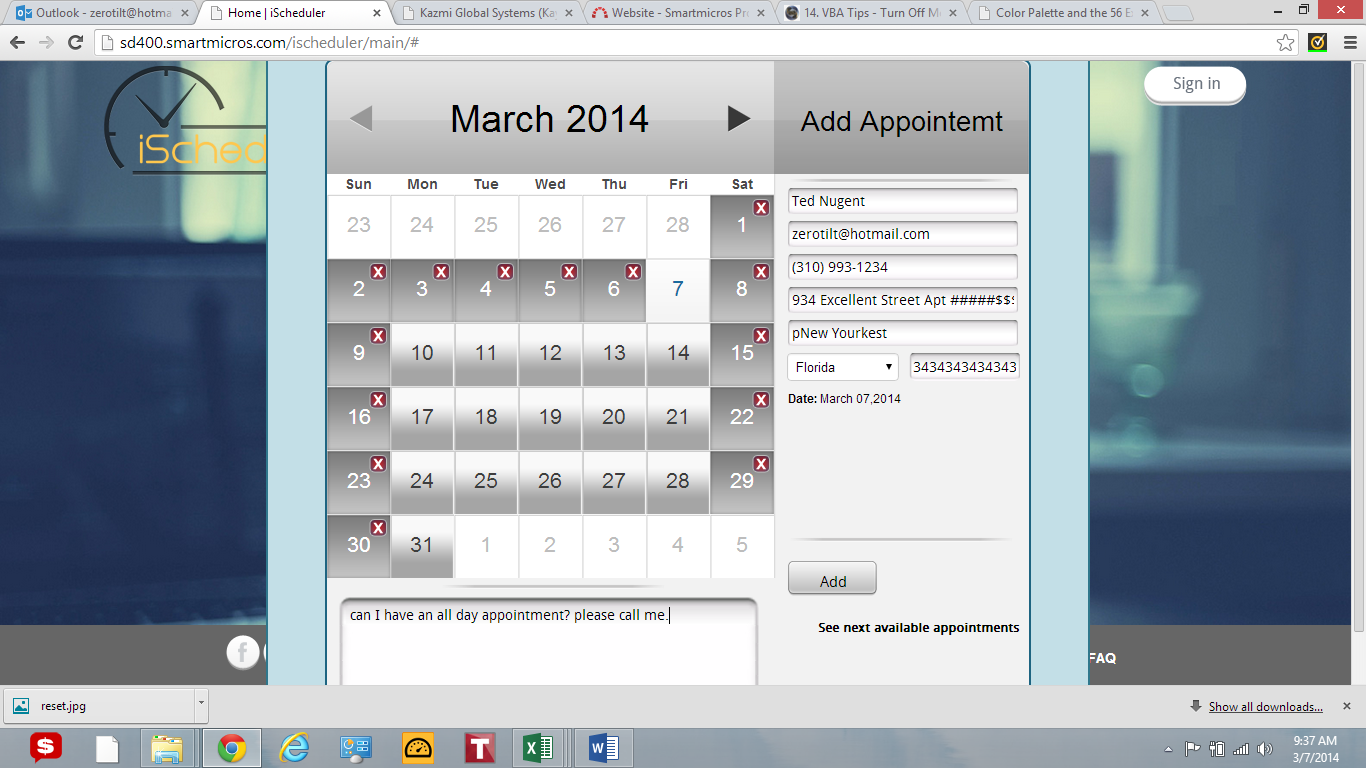 Outlook - zerotilt@hotma
Home | iScheduler
Kazmi Global Systems (Ka
Website - Smartmicros Pr
14. VBA Tips - Turn Off M
Color Palette and the 56 E
sd400.smartmicros.com/ischeduler/main/#
iSched
Sign in
March 2014
Add Appointemt
Sun Mon Tue Wed Thu Fri Sat
23 24 25 26 27 28 1 X
2 X 3 X 4 X 5 X 6 X 7 8 X
9 X 10 11 12 13 14 15 X
16 X 17 18 19 20 21 22 X
23 X 24 25 26 27 28 29 X
30 X 31 1 2 3 4 5
Ted Nugent
zerotilt@hotmail.com
(310) 993-1234
934 Excellent Street Apt #####$$$
pNew Yourkest
Florida 3434343434343
Date: March 07,2014
Add
See next available appointments
can I have an all day appointment? please call me.
f
FAQ
reset.jpg
Show all downloads...
9:37 AM
3/7/2014